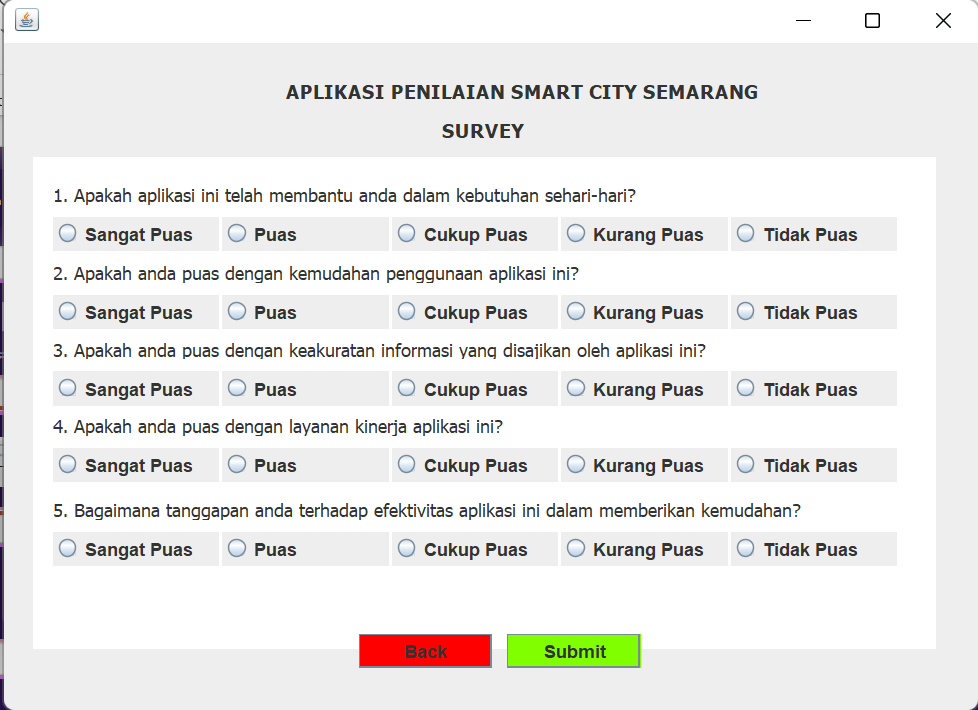 APLIKASI PENILAIAN SMART CITY SEMARANG
SURVEY
1. Apakah aplikasi ini telah membantu anda dalam kebutuhan sehari-hari?
Sangat Puas Puas Cukup Puas Kurang Puas Tidak Puas
2. Apakah anda puas dengan kemudahan penggunaan aplikasi ini?
Sangat Puas Puas Cukup Puas Kurang Puas Tidak Puas
3. Apakah anda puas dengan keakuratan informasi yang disajikan oleh aplikasi ini?
Sangat Puas Puas Cukup Puas Kurang Puas Tidak Puas
4. Apakah anda puas dengan layanan kinerja aplikasi ini?
Sangat Puas Puas Cukup Puas Kurang Puas Tidak Puas
5. Bagaimana tanggapan anda terhadap efektivitas aplikasi ini dalam memberikan kemudahan?
Sangat Puas Puas Cukup Puas Kurang Puas Tidak Puas
Back Submit